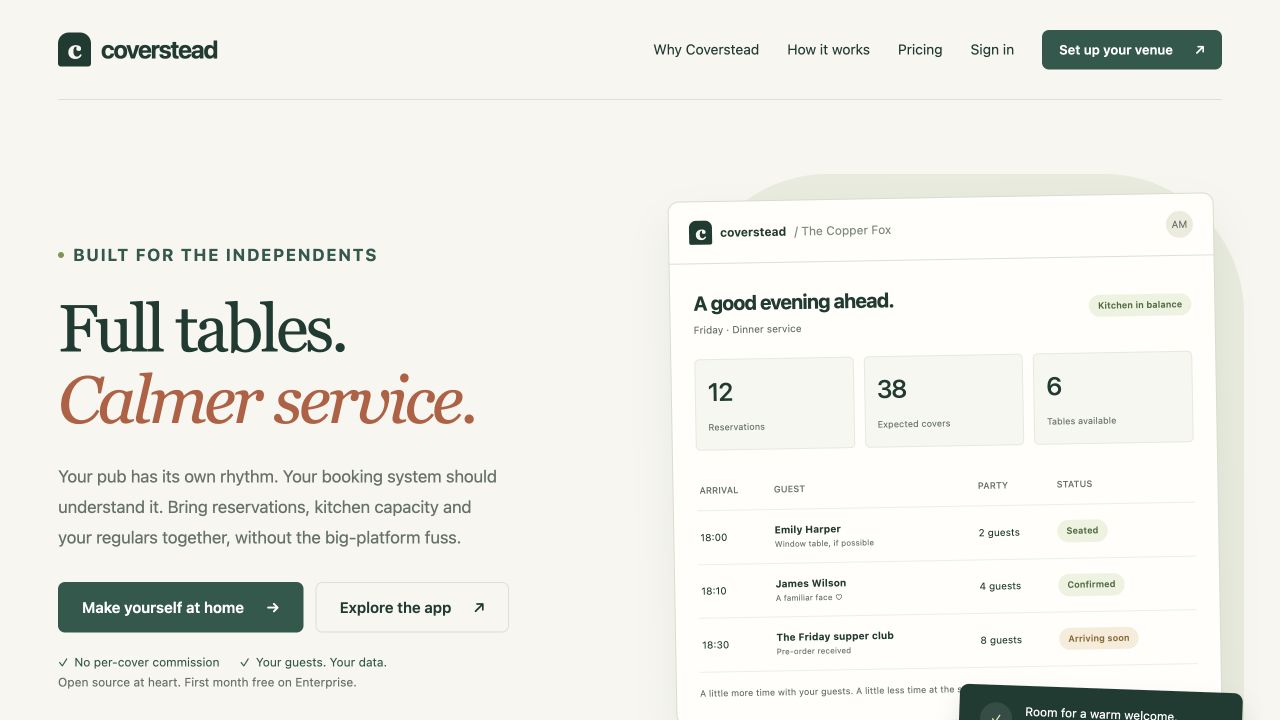 c coverstead
Why Coverstead
How it works
Pricing
Sign in
Set up your venue
BUILT FOR THE INDEPENDENTS
Full tables.
Calmer service.
Your pub has its own rhythm. Your booking system should
understand it. Bring reservations, kitchen capacity and
your regulars together, without the big-platform fuss.
Make yourself at home
Explore the app
No per-cover commission
Your guests. Your data.
Open source at heart. First month free on Enterprise.
c coverstead / The Copper Fox
AM
A good evening ahead.
Friday · Dinner service
Kitchen in balance
12
Reservations
38
Expected covers
6
Tables available
ARRIVAL GUEST PARTY STATUS
18:00 Emily Harper 2 guests Seated
Window table, if possible
18:10 James Wilson 4 guests Confirmed
A familiar face ♡
18:30 The Friday supper club 8 guests Arriving soon
Pre-order received
A little more time with your guests. A little less time at the
Room for a warm welcome.